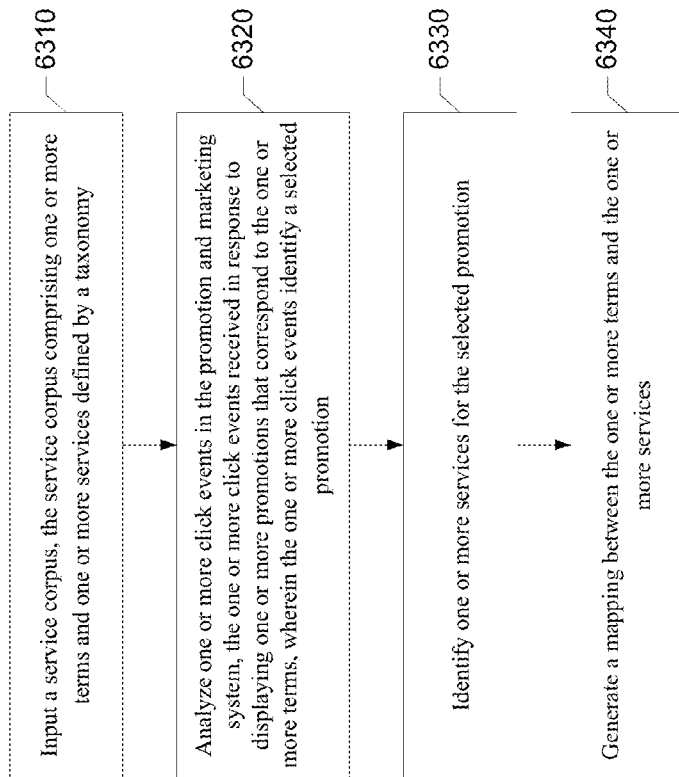 6310
Input a service corpus, the service corpus comprising one or more
terms and one or more services defined by a taxonomy
6320
Analyze one or more click events in the promotion and marketing
system, the one or more click events received in response to
displaying one or more promotions that correspond to the one or
more terms, wherein the one or more click events identify a selected
promotion
6330
Identify one or more services for the selected promotion
6340
Generate a mapping between the one or more terms and the one or
more services